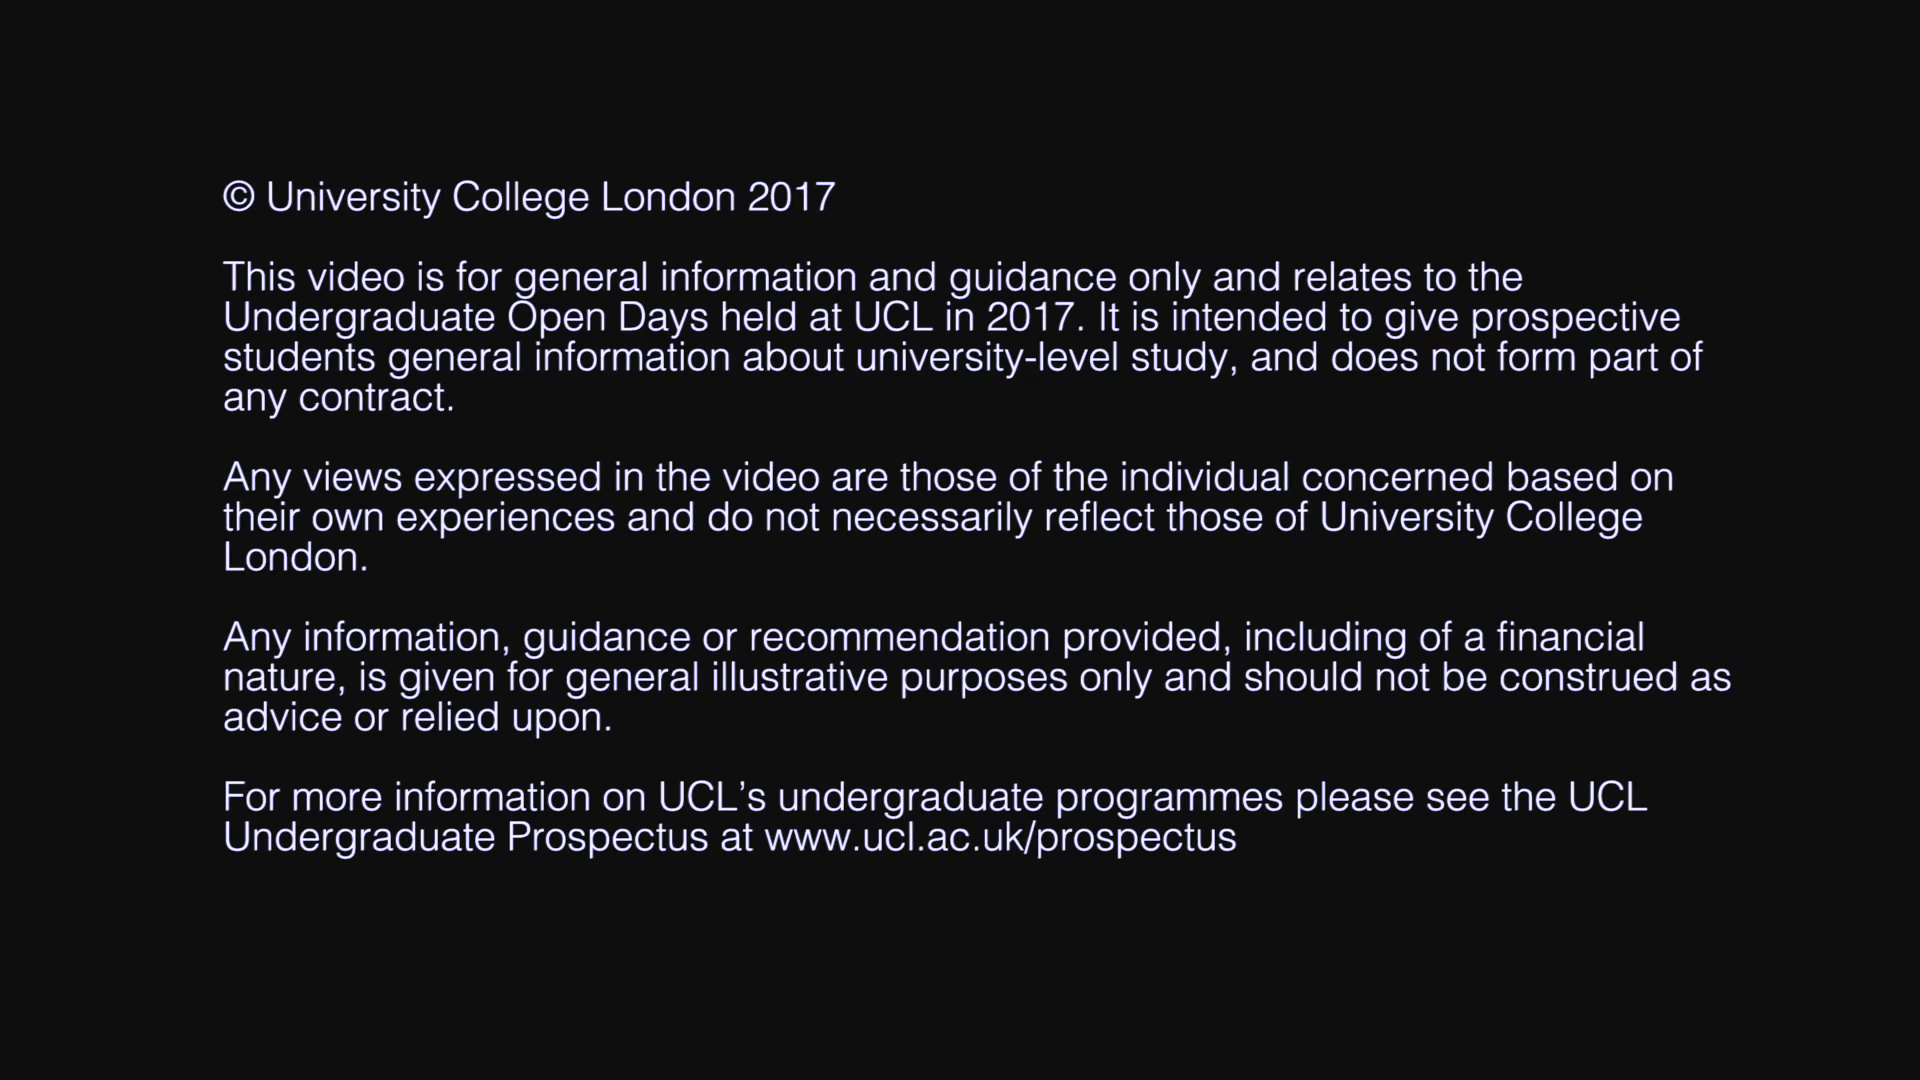 © University College London 2017
This video is for general information and guidance only and relates to the
Undergraduate Open Days held at UCL in 2017. It is intended to give prospective
students general information about university-level study, and does not form part of
any contract.
Any views expressed in the video are those of the individual concerned based on
their own experiences and do not necessarily reflect those of University College
London.
Any information, guidance or recommendation provided, including of a financial
nature, is given for general illustrative purposes only and should not be construed as
advice or relied upon.
For more information on UCL’s undergraduate programmes please see the UCL
Undergraduate Prospectus at www.ucl.ac.uk/prospectus